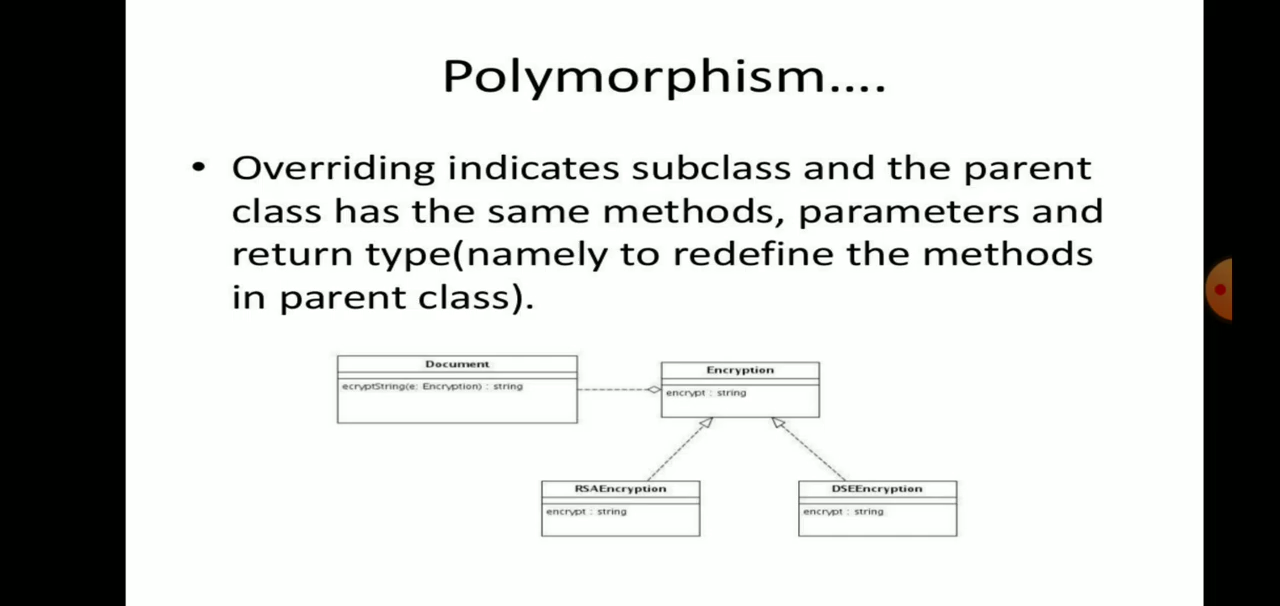 Polymorphism....
• Overriding indicates subclass and the parent
class has the same methods, parameters and
return type(namely to redefine the methods
in parent class).
Document
ecryptString(e: Encryption) : string
Encryption
encrypt : string
RSAEncryption
encrypt : string
DSEEncryption
encrypt : string